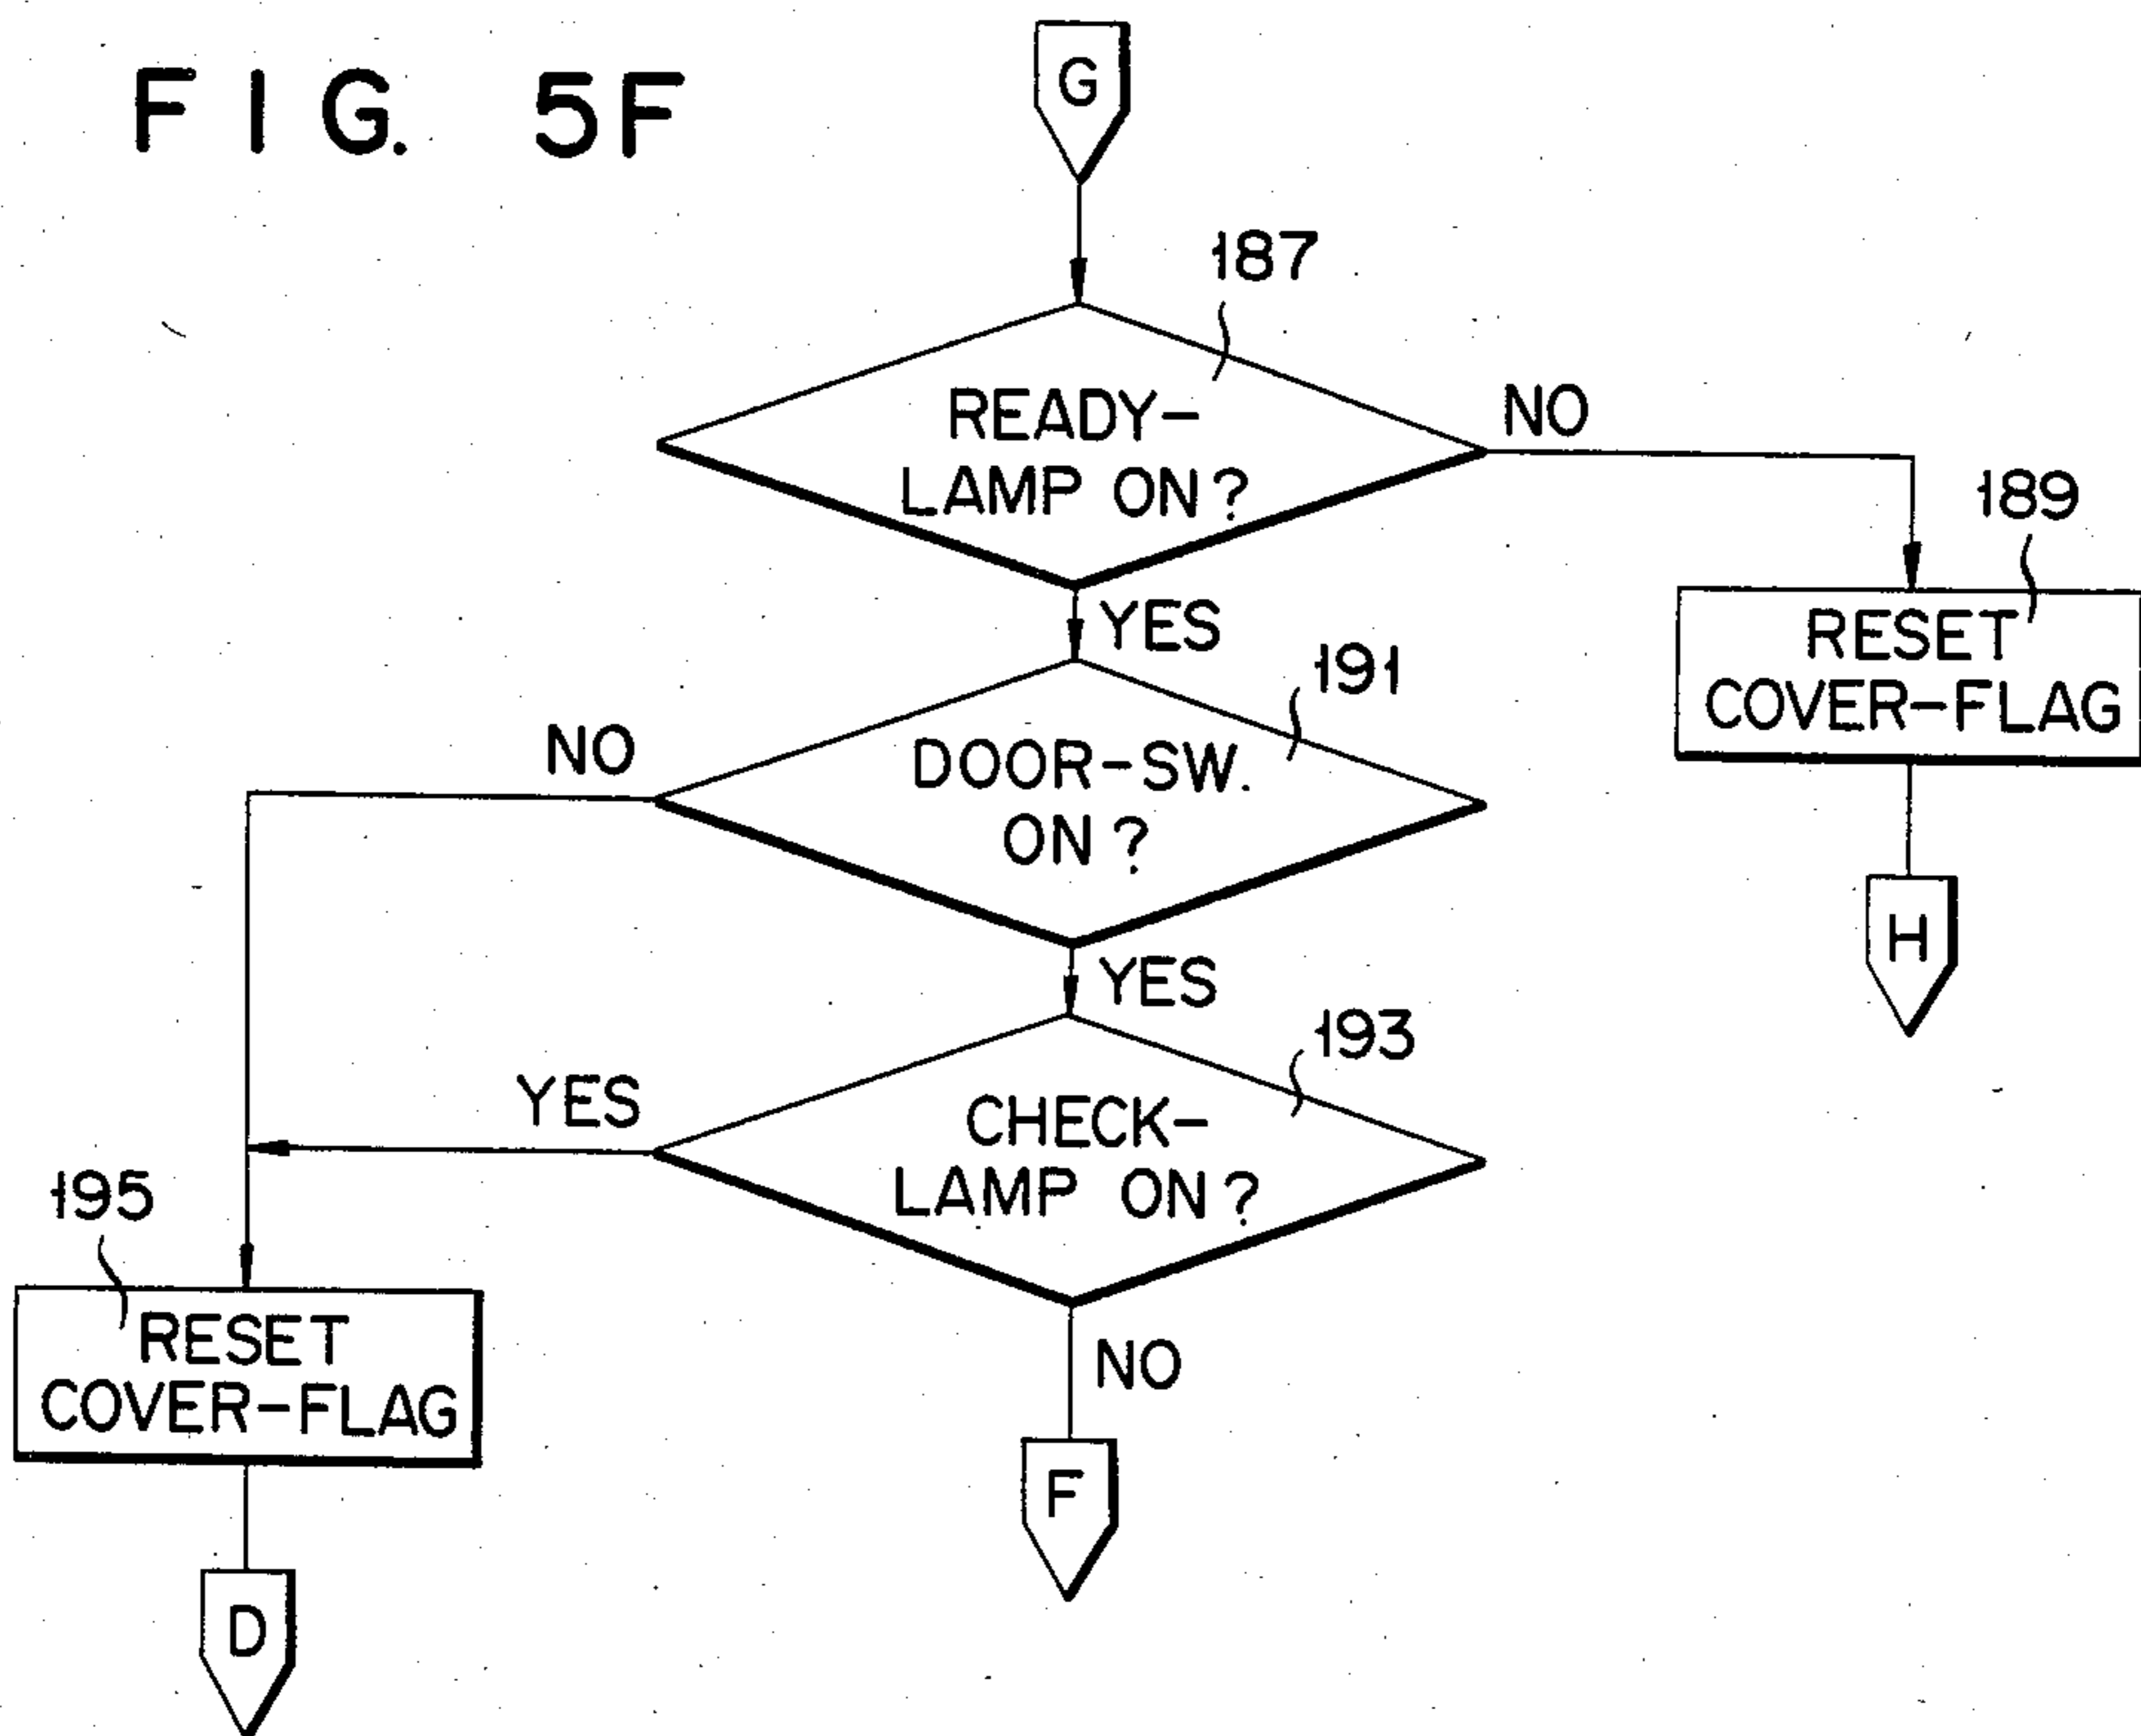 FIG. 5F
G
187
READY-
LAMP ON?
NO
189
RESET
COVER-FLAG
H
YES
191
DOOR-SW.
ON?
NO
YES
193
CHECK-
LAMP ON?
YES
195
RESET
COVER-FLAG
D
NO
F